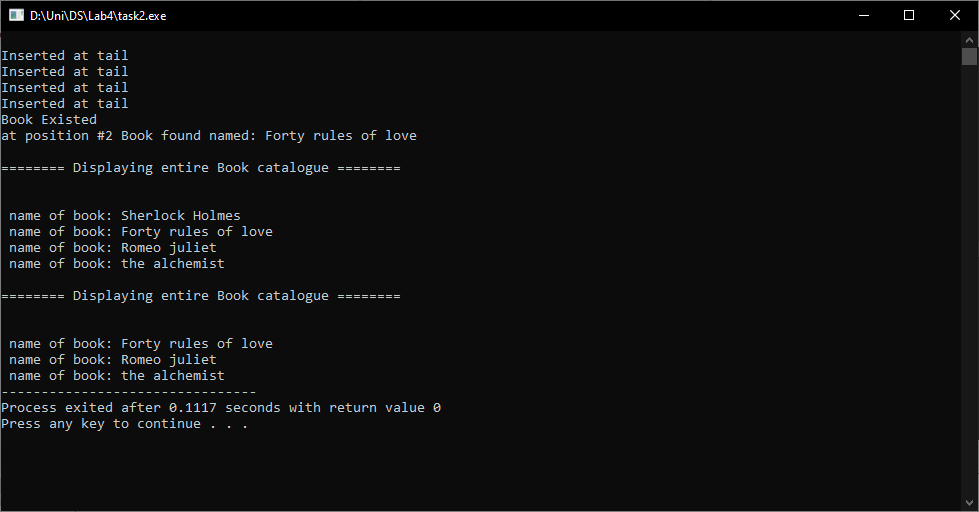 D:\Uni\DS\Lab4\task2.exe
Inserted at tail
Inserted at tail
Inserted at tail
Inserted at tail
Book Existed
at position #2 Book found named: Forty rules of love
======== Displaying entire Book catalogue ========
name of book: Sherlock Holmes
name of book: Forty rules of love
name of book: Romeo juliet
name of book: the alchemist
======== Displaying entire Book catalogue ========
name of book: Forty rules of love
name of book: Romeo juliet
name of book: the alchemist
--------------------------------
Process exited after 0.1117 seconds with return value 0
Press any key to continue . . .